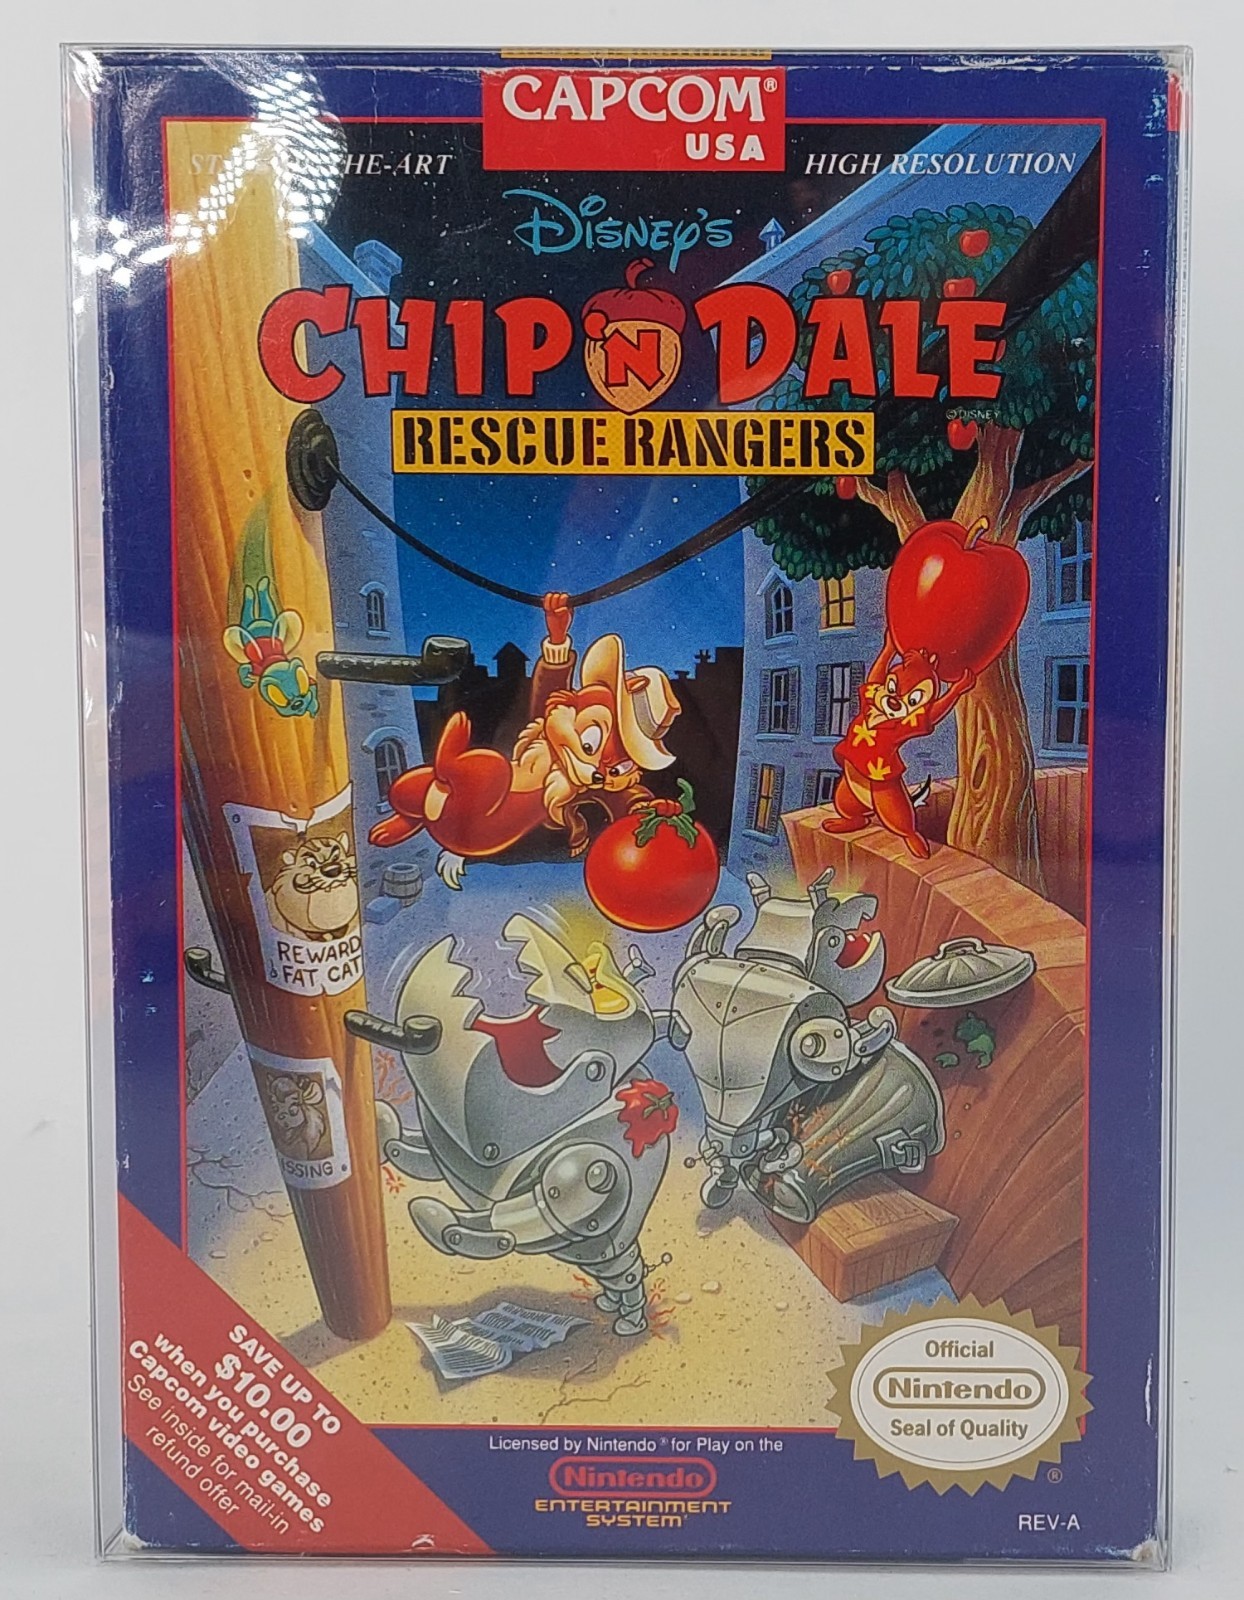 CAPCOM®
USA
THE-ART
HIGH RESOLUTION
DISNEY'S
CHIP 'N DALE
©DISNEY
RESCUE RANGERS
REWARD
FAT CAT
SAVE UP TO
$10.00
when you purchase
Capcom video games
See inside for mail-in
refund offer
Official
Nintendo
Seal of Quality
®
Licensed by Nintendo® for Play on the
Nintendo
ENTERTAINMENT
SYSTEM
REV-A